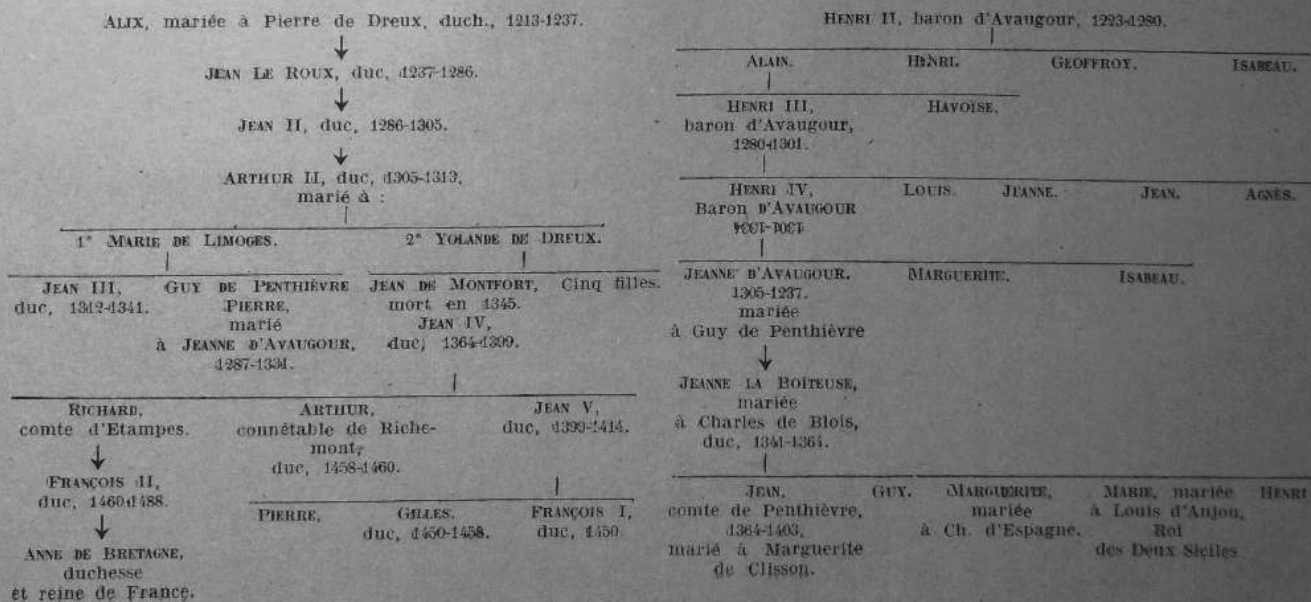 ALIX, mariée à Pierre de Dreux, duch., 1213-1237.
JEAN LE ROUX, duc, 1237-1286.
JEAN II, duc, 1286-1305.
ARTHUR II, duc, 1305-1313,
marié à :
1° MARIE DE LIMOGES. 2° YOLANDE DE DREUX.
JEAN III, GUY DE PENTHIÈVRE JEAN DE MONTFORT, Cinq filles.
duc, 1312-1341. PIERRE, mort en 1345.
marié JEAN IV,
à JEANNE D'AVAUGOUR, duc, 1364-1399.
1287-1331.
RICHARD, ARTHUR, JEAN V,
comte d'Etampes. connétable de Riche- duc, 1399-1414.
mont,
duc, 1458-1460.
FRANÇOIS II,
duc, 1460-1488.
PIERRE, GILLES. FRANÇOIS I,
duc, 1450-1458. duc, 1450.
ANNE DE BRETAGNE,
duchesse
et reine de France.
HENRI II, baron d'Avaugour, 1223-1280.
ALAIN. HENRI. GEOFFROY. ISABEAU.
HENRI III, HAVOÏSE.
baron d'Avaugour,
1280-1301.
HENRI IV, LOUIS. JEANNE. JEAN. AGNÈS.
Baron D'AVAUGOUR
1301-1334
JEANNE D'AVAUGOUR. MARGUERITE. ISABEAU.
1305-1237.
mariée
à Guy de Penthièvre
JEANNE LA BOITEUSE,
mariée
à Charles de Blois,
duc, 1341-1364.
JEAN, GUY. MARGUERITE, MARIE, mariée HENRI
comte de Penthièvre, mariée à Louis d'Anjou,
1364-1403, à Ch. d'Espagne. Roi
marié à Marguerite des Deux Siciles
de Clisson.